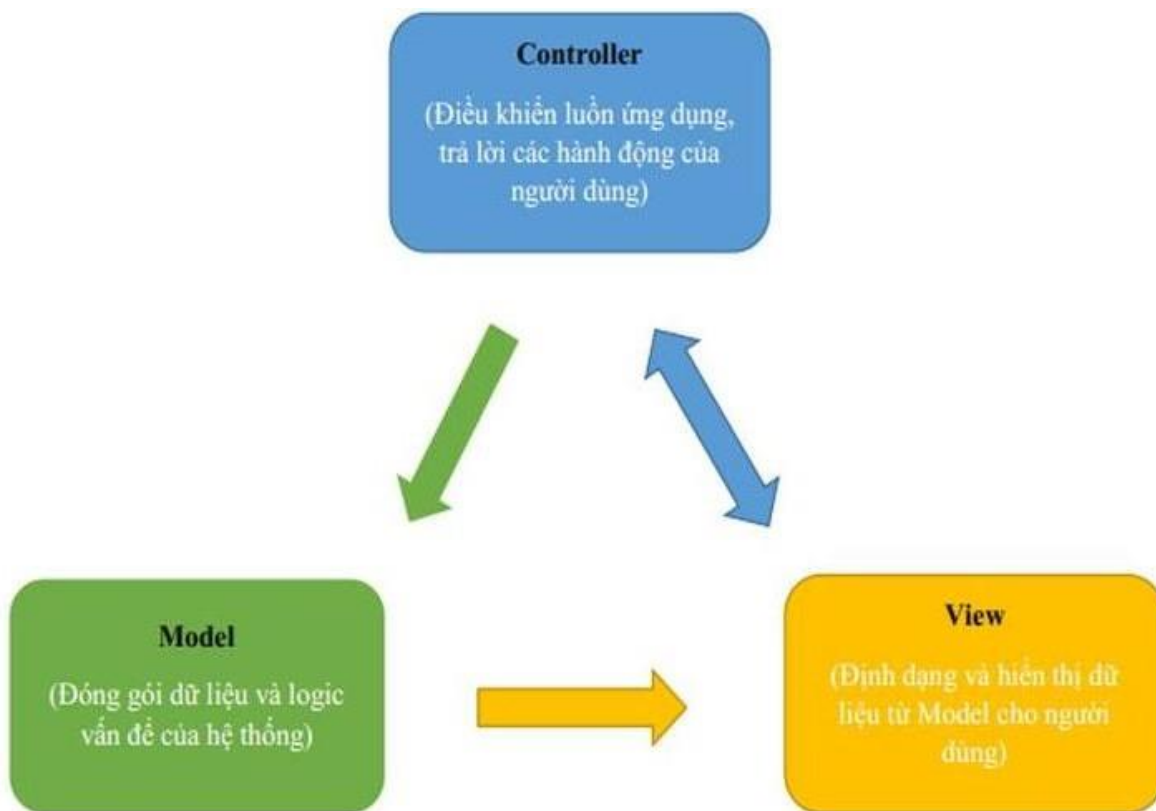 Controller
(Điều khiển luồn ứng dụng,
trả lời các hành động của
người dùng)
Model
(Đóng gói dữ liệu và logic
vấn đề của hệ thống)
View
(Định dạng và hiển thị dữ
liệu từ Model cho người
dùng)